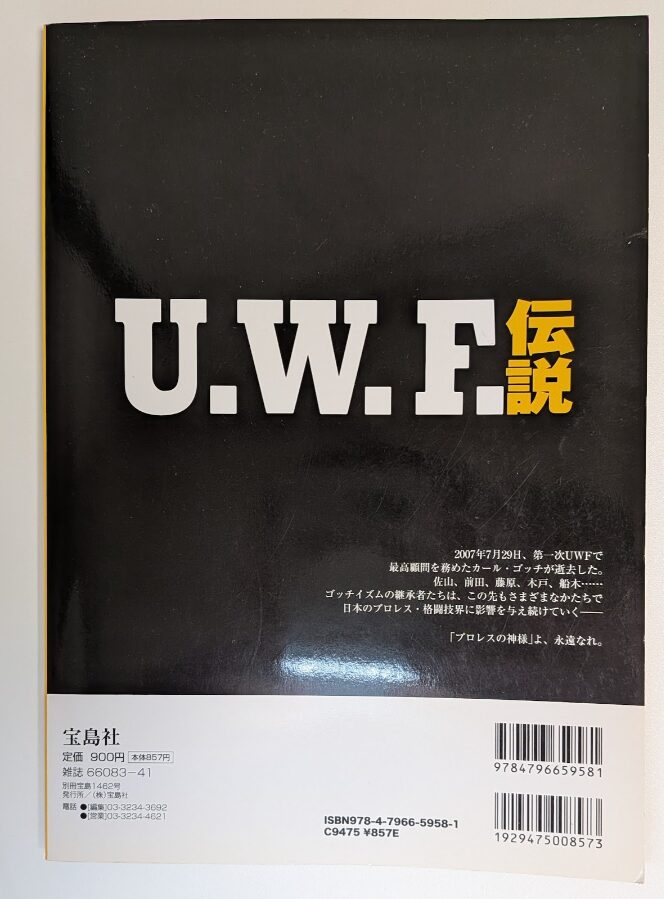 U.W.F.伝説
2007年7月29日、第一次UWFで
最高顧問を務めたカール・ゴッチが逝去した。
佐山、前田、藤原、木戸、船木……
ゴッチイズムの継承者たちは、この先もさまざまなかたちで
日本のプロレス・格闘技界に影響を与え続けていく――
「プロレスの神様」よ、永遠なれ。
宝島社
定価 900円 本体857円
雑誌 66083-41
別冊宝島1462号
発行所／(株)宝島社
電話 ●[編集]03-3234-3692
●[営業]03-3234-4621
ISBN978-4-7966-5958-1
C9475 ¥857E
9784796659581
1929475008573